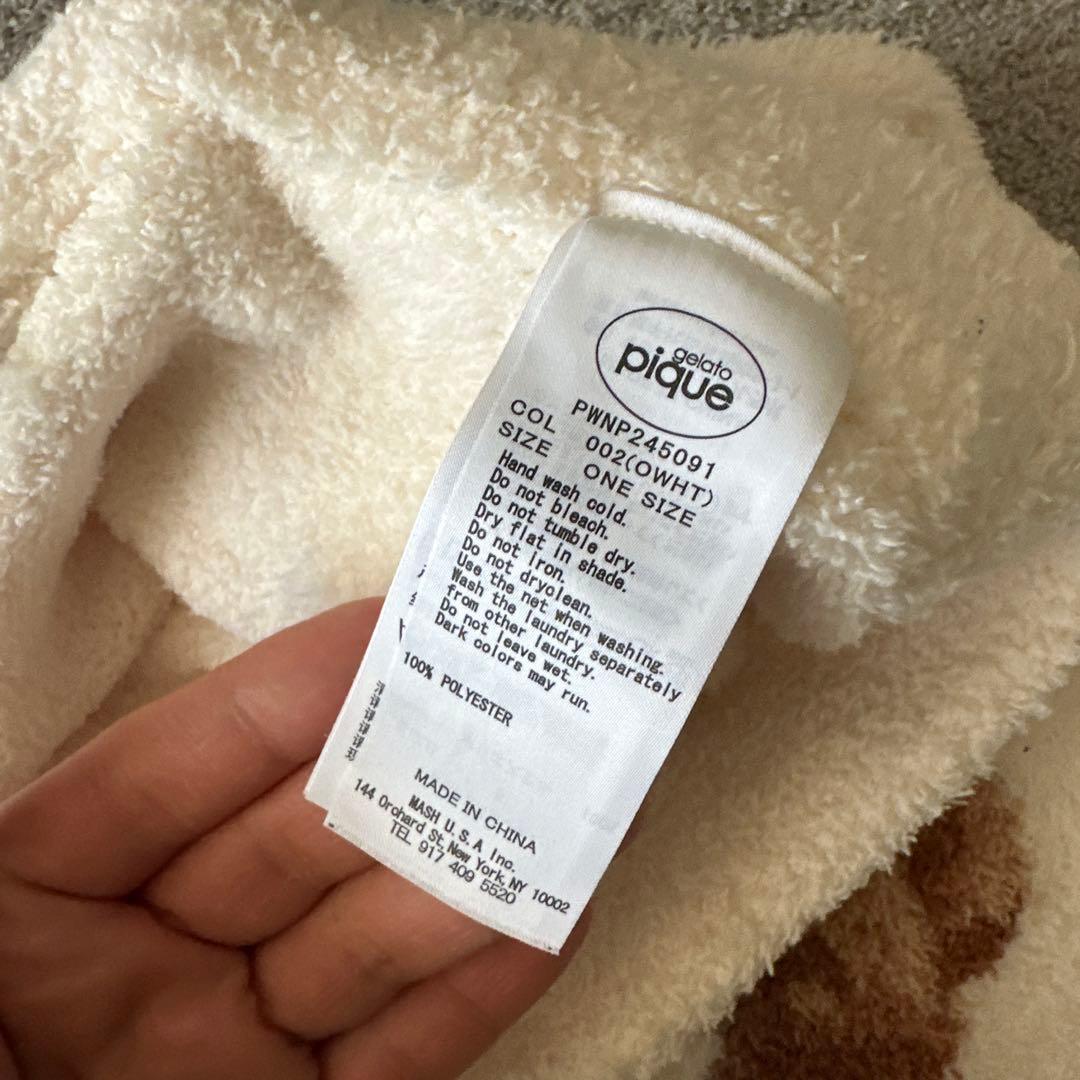 gelato
pique
PWNP245091
COL 002(OWHT)
SIZE ONE SIZE
Hand wash cold.
Do not bleach.
Do not tumble dry.
Dry flat in shade.
Do not iron.
Do not dryclean.
Use the net when washing.
Wash the laundry separately
from other laundry.
Do not leave wet.
Dark colors may run.
100% POLYESTER
MADE IN CHINA
MASH U.S.A Inc.
144 Orchard St,New York,NY 10002
TEL 917 409 5520